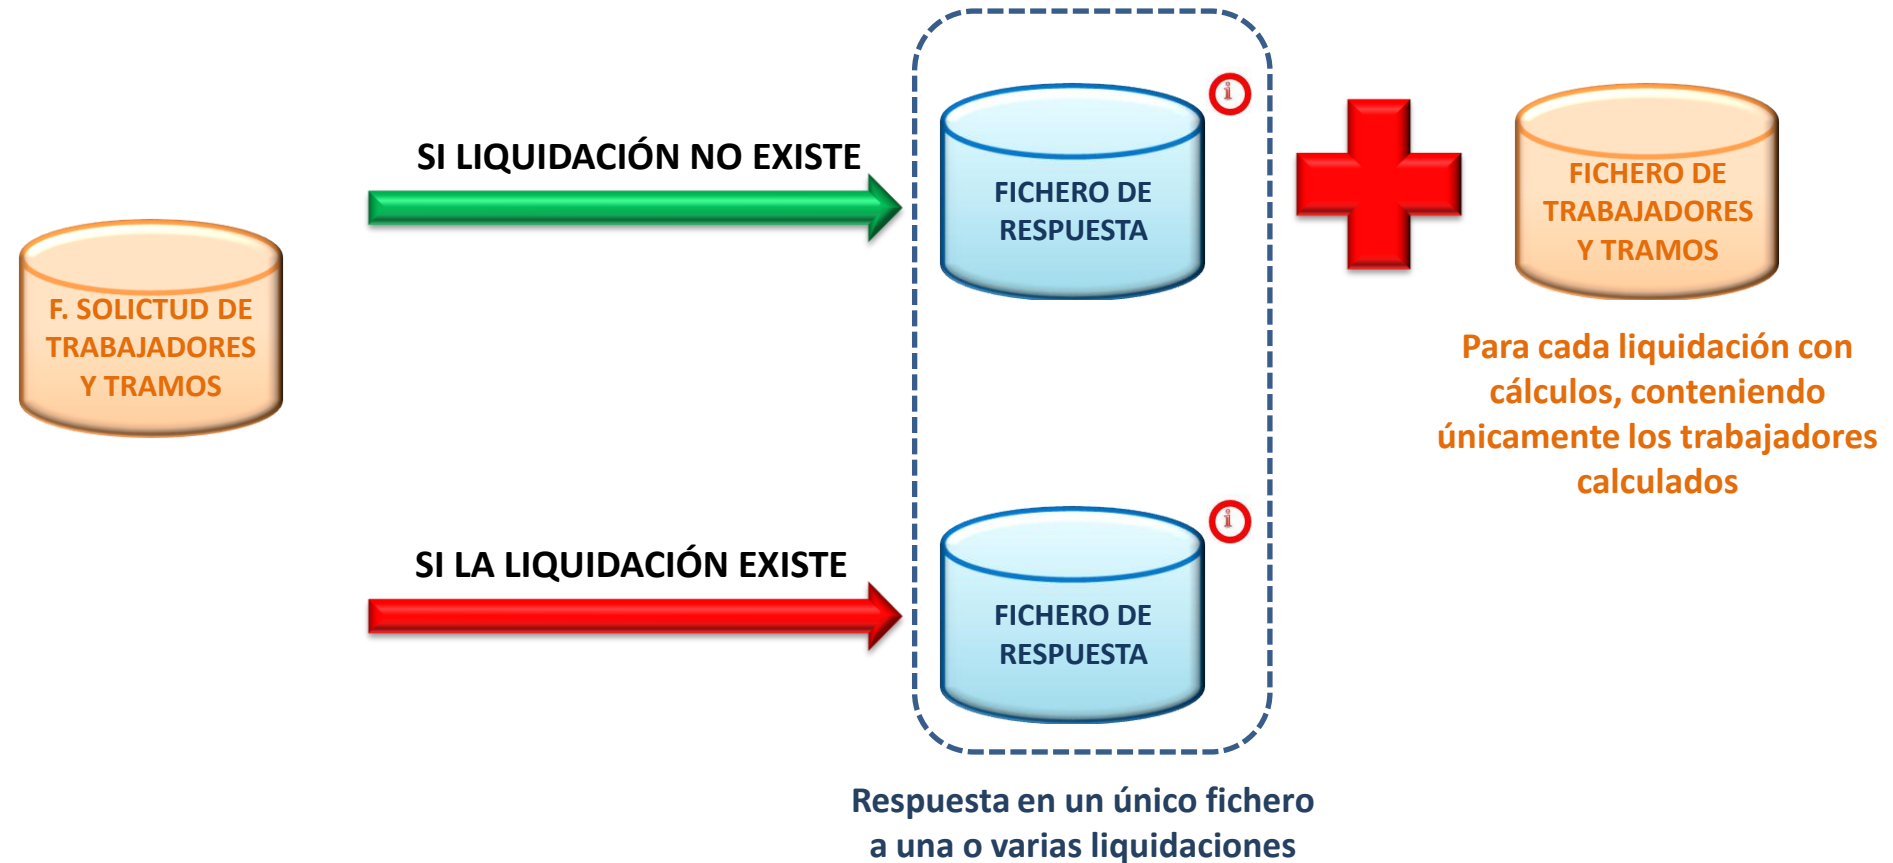 SI LIQUIDACIÓN NO EXISTE
F. SOLICTUD DE
TRABAJADORES
Y TRAMOS
i
FICHERO DE
RESPUESTA
FICHERO DE
TRABAJADORES
Y TRAMOS
Para cada liquidación con
cálculos, conteniendo
únicamente los trabajadores
calculados
SI LA LIQUIDACIÓN EXISTE
i
FICHERO DE
RESPUESTA
Respuesta en un único fichero
a una o varias liquidaciones